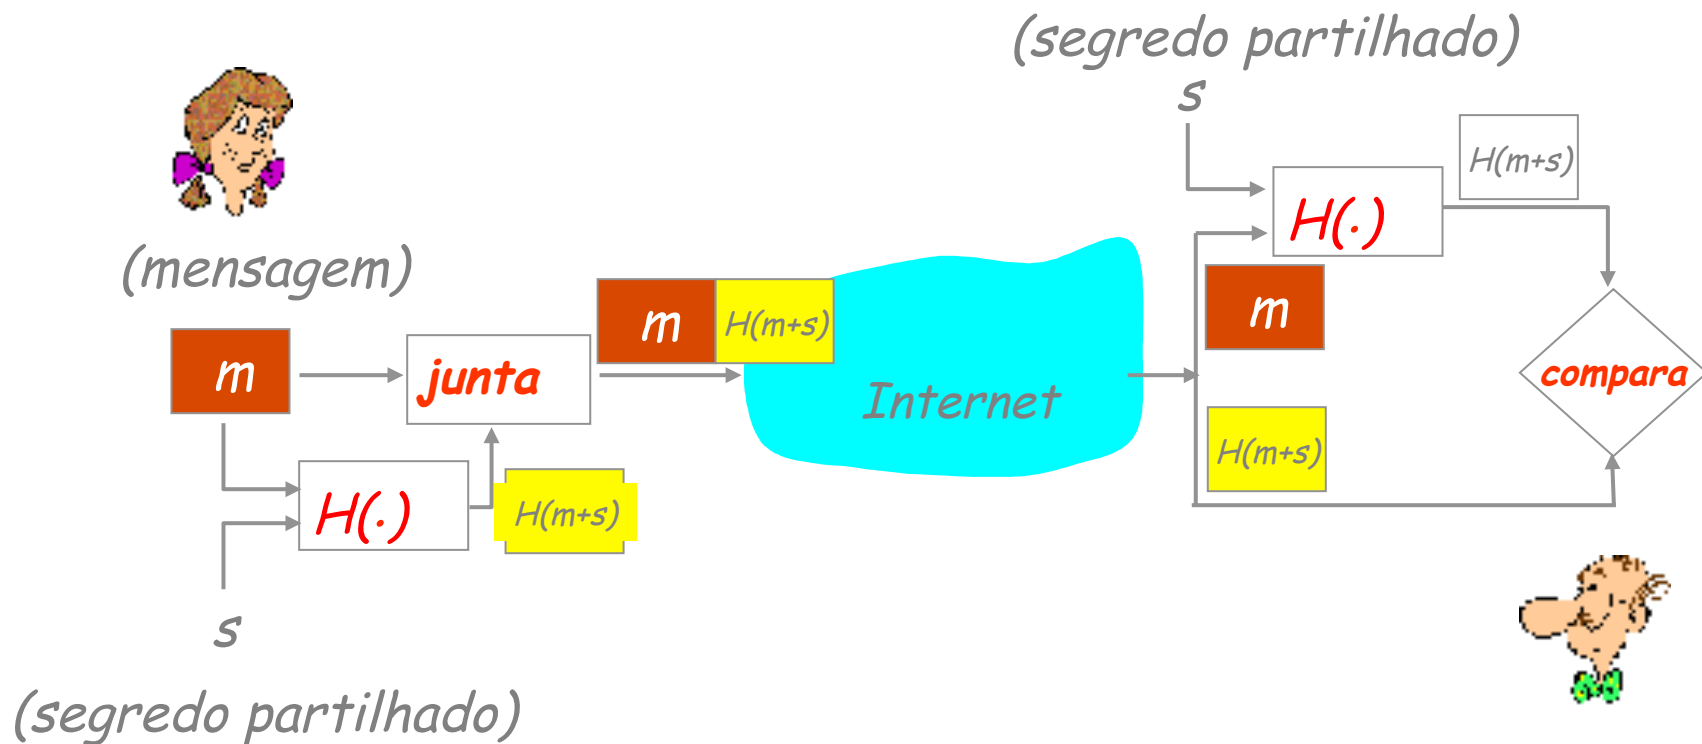 (segredo partilhado)
s
H(m+s)
H(.)
(mensagem)
m
H(m+s)
m
m
junta
compara
Internet
H(m+s)
H(.)
H(m+s)
s
(segredo partilhado)